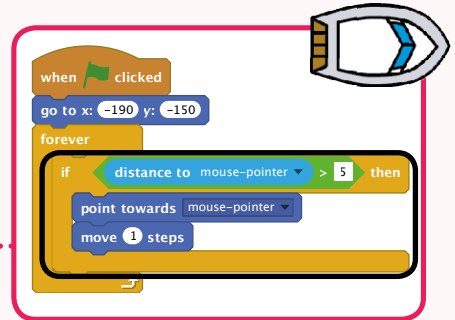 when clicked
go to x: -190 y: -150
forever
if distance to mouse-pointer > 5 then
point towards mouse-pointer
move 1 steps